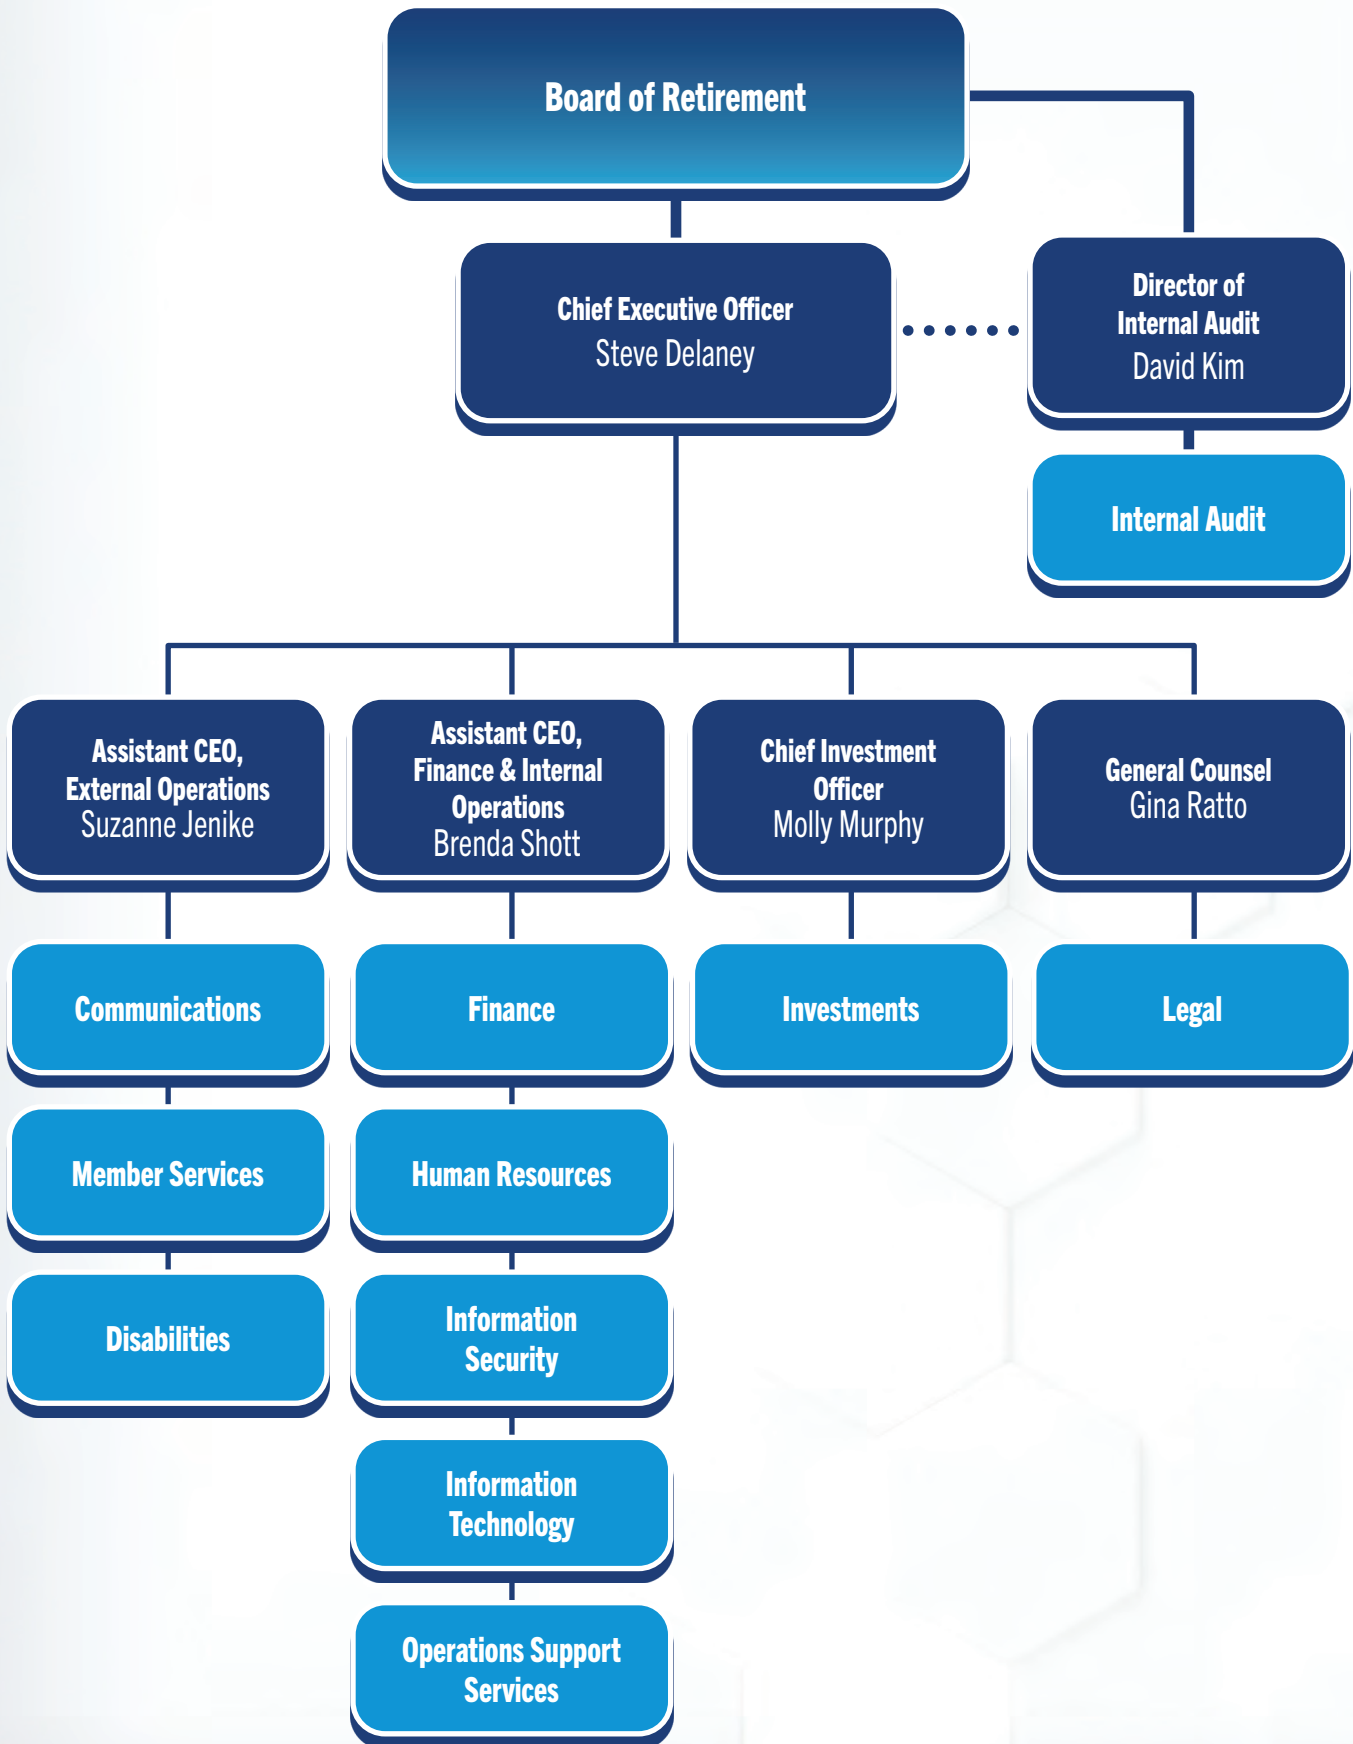 Board of Retirement
Chief Executive Officer
Steve Delaney
Director of
Internal Audit
David Kim
Internal Audit
Assistant CEO,
External Operations
Suzanne Jenike
Assistant CEO,
Finance & Internal
Operations
Brenda Shott
Chief Investment
Officer
Molly Murphy
General Counsel
Gina Ratto
Communications
Finance
Investments
Legal
Member Services
Human Resources
Disabilities
Information
Security
Information
Technology
Operations Support
Services